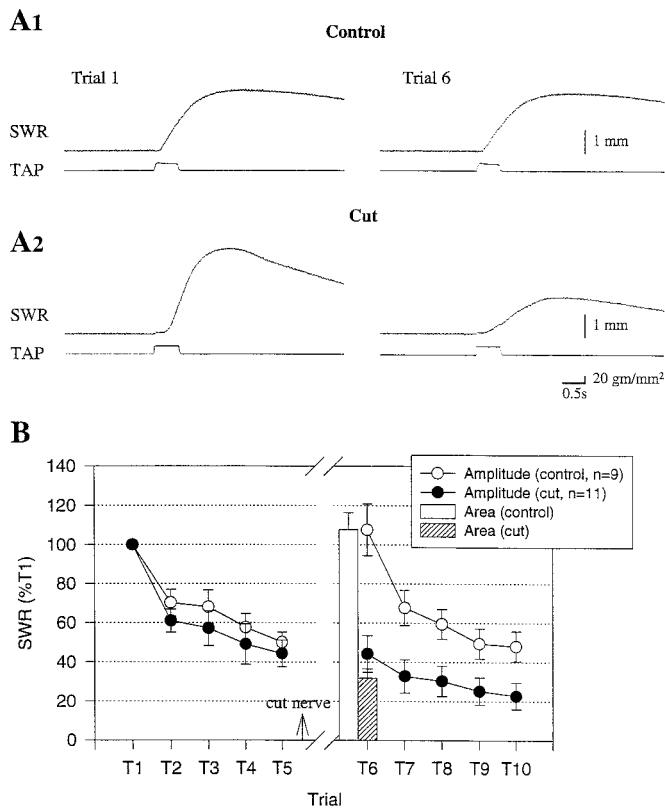 A1
Control
Trial 1
Trial 6
SWR
1 mm
TAP
Cut
A2
SWR
1 mm
TAP
20 gm/mm²
0.5s
B
Amplitude (control, n=9)
Amplitude (cut, n=11)
Area (control)
Area (cut)
SWR (%T1)
140
120
100
80
60
40
20
0
cut nerve
T1 T2 T3 T4 T5 T6 T7 T8 T9 T10
Trial